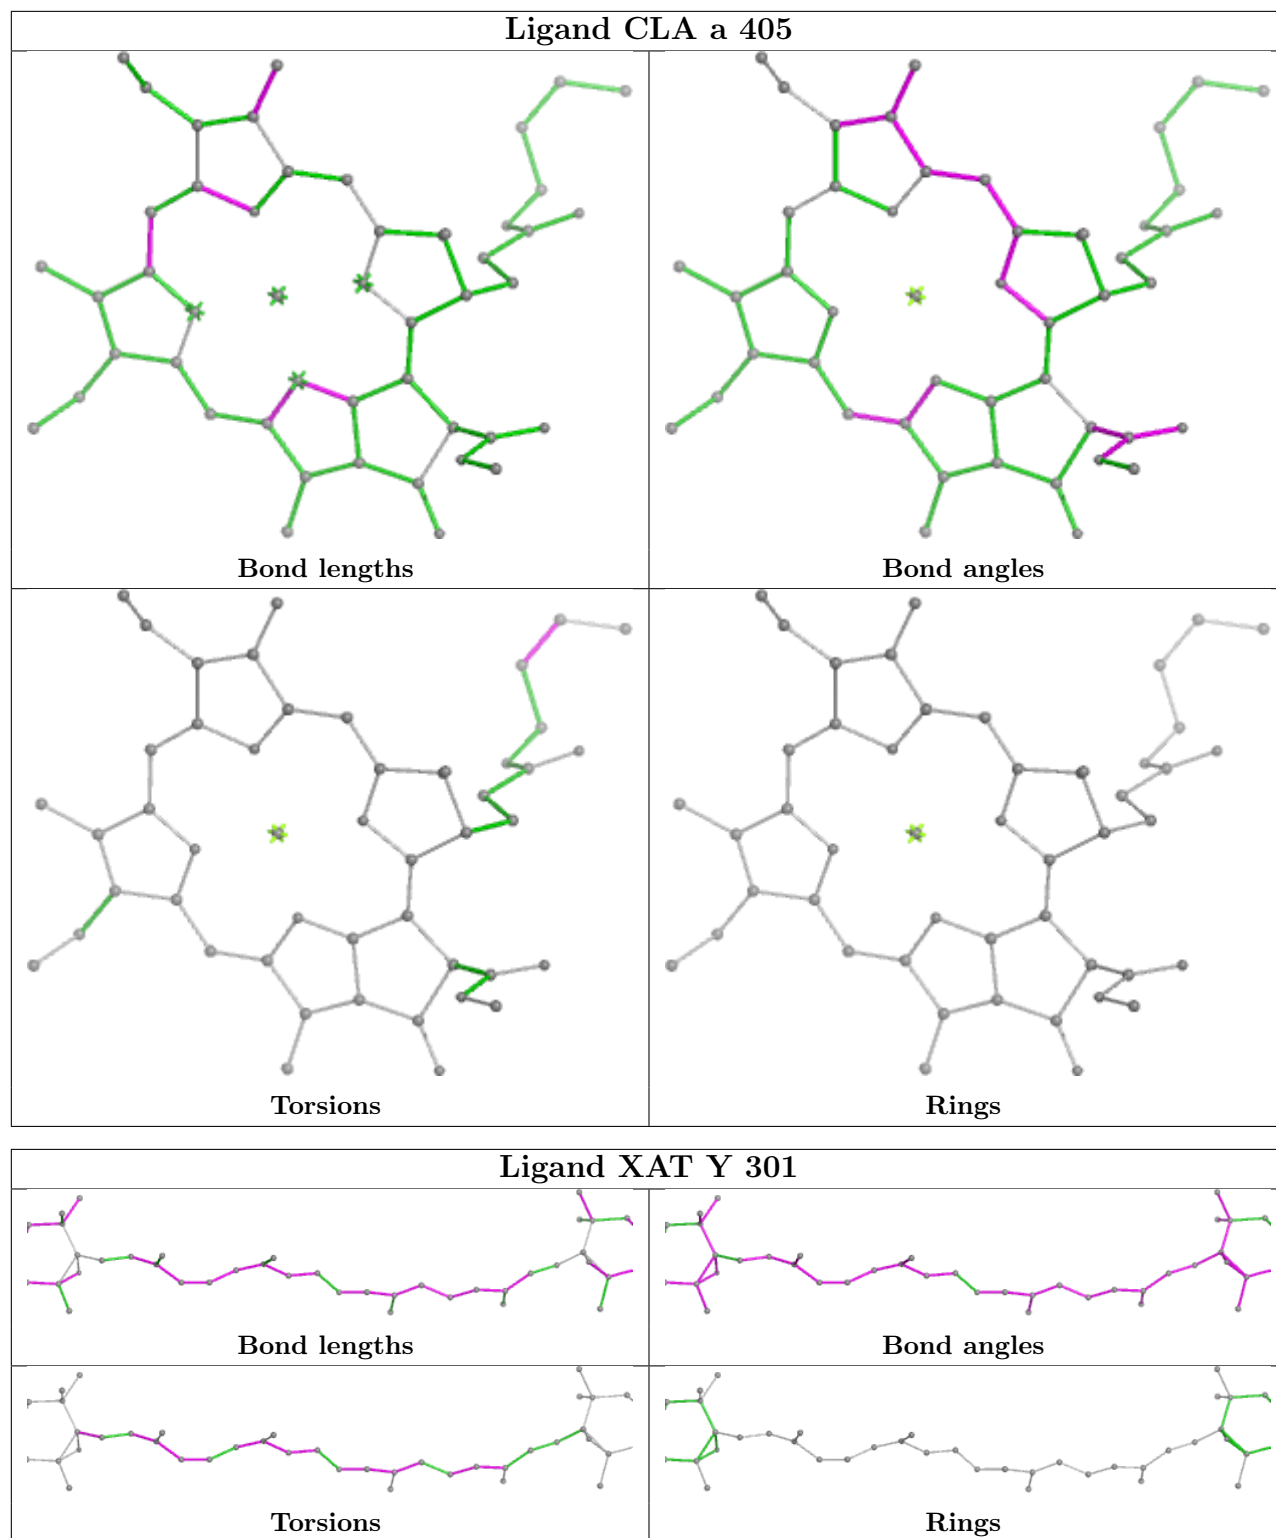 Ligand CLA a 405
Bond lengths
Bond angles
Torsions
Rings
Ligand XAT Y 301
Bond lengths
Bond angles
Torsions
Rings